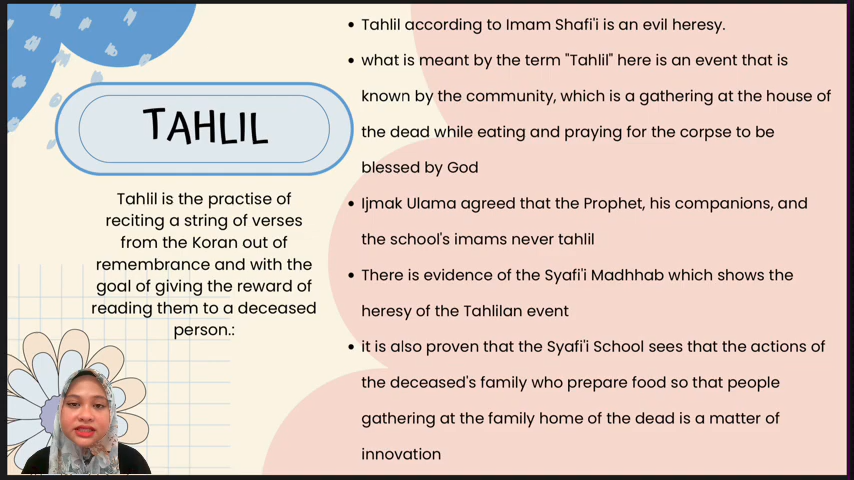 TAHLIL
Tahlil is the practise of
reciting a string of verses
from the Koran out of
remembrance and with the
goal of giving the reward of
reading them to a deceased
person.:
• Tahlil according to Imam Shafi'i is an evil heresy.
• what is meant by the term "Tahlil" here is an event that is
known by the community, which is a gathering at the house of
the dead while eating and praying for the corpse to be
blessed by God
• Ijmak Ulama agreed that the Prophet, his companions, and
the school's imams never tahlil
• There is evidence of the Syafi'i Madhhab which shows the
heresy of the Tahlilan event
• it is also proven that the Syafi'i School sees that the actions of
the deceased's family who prepare food so that people
gathering at the family home of the dead is a matter of
innovation